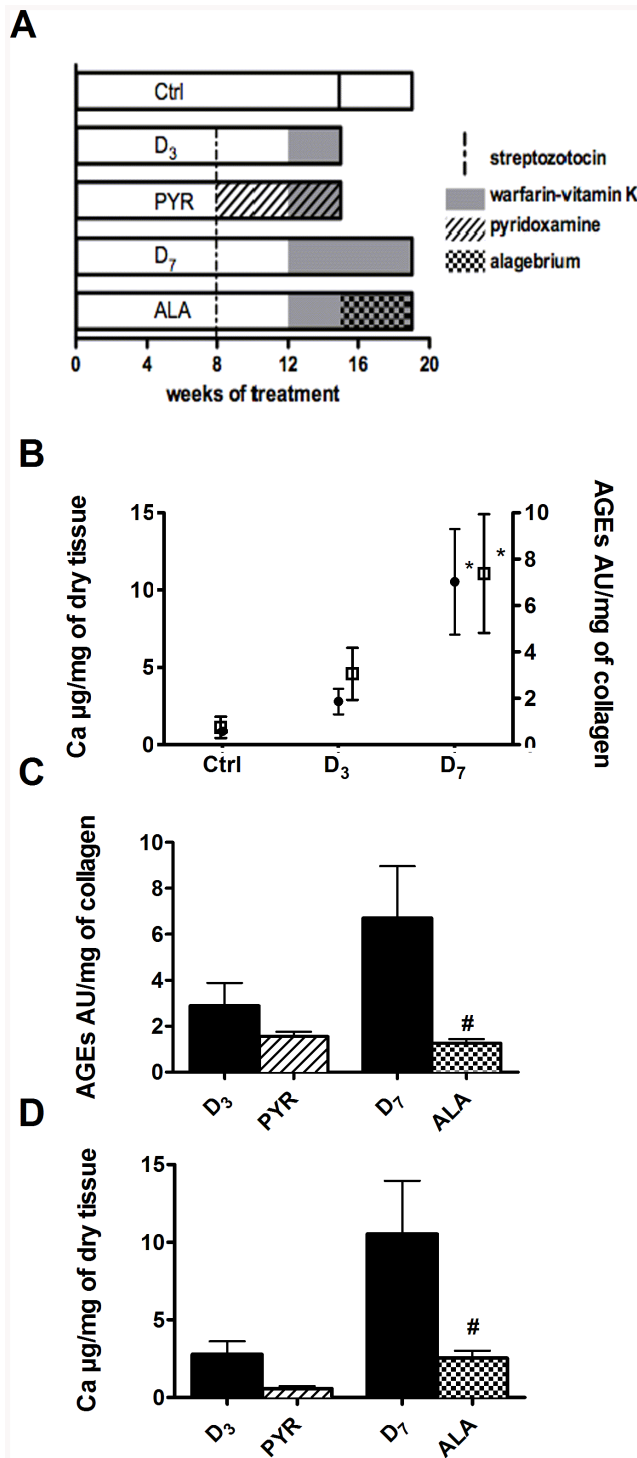 A
Ctrl
D3
PYR
D7
ALA
streptozotocin
warfarin-vitamin K
pyridoxamine
alagebrium
0 4 8 12 16 20
weeks of treatment
B
Ca µg/mg of dry tissue
15
10
5
0
AGEs AU/mg of collagen
10
8
6
4
2
0
* *
Ctrl D3 D7
C
AGEs AU/mg of collagen
10
8
6
4
2
0
#
D3 PYR D7 ALA
D
Ca µg/mg of dry tissue
15
10
5
0
#
D3 PYR D7 ALA